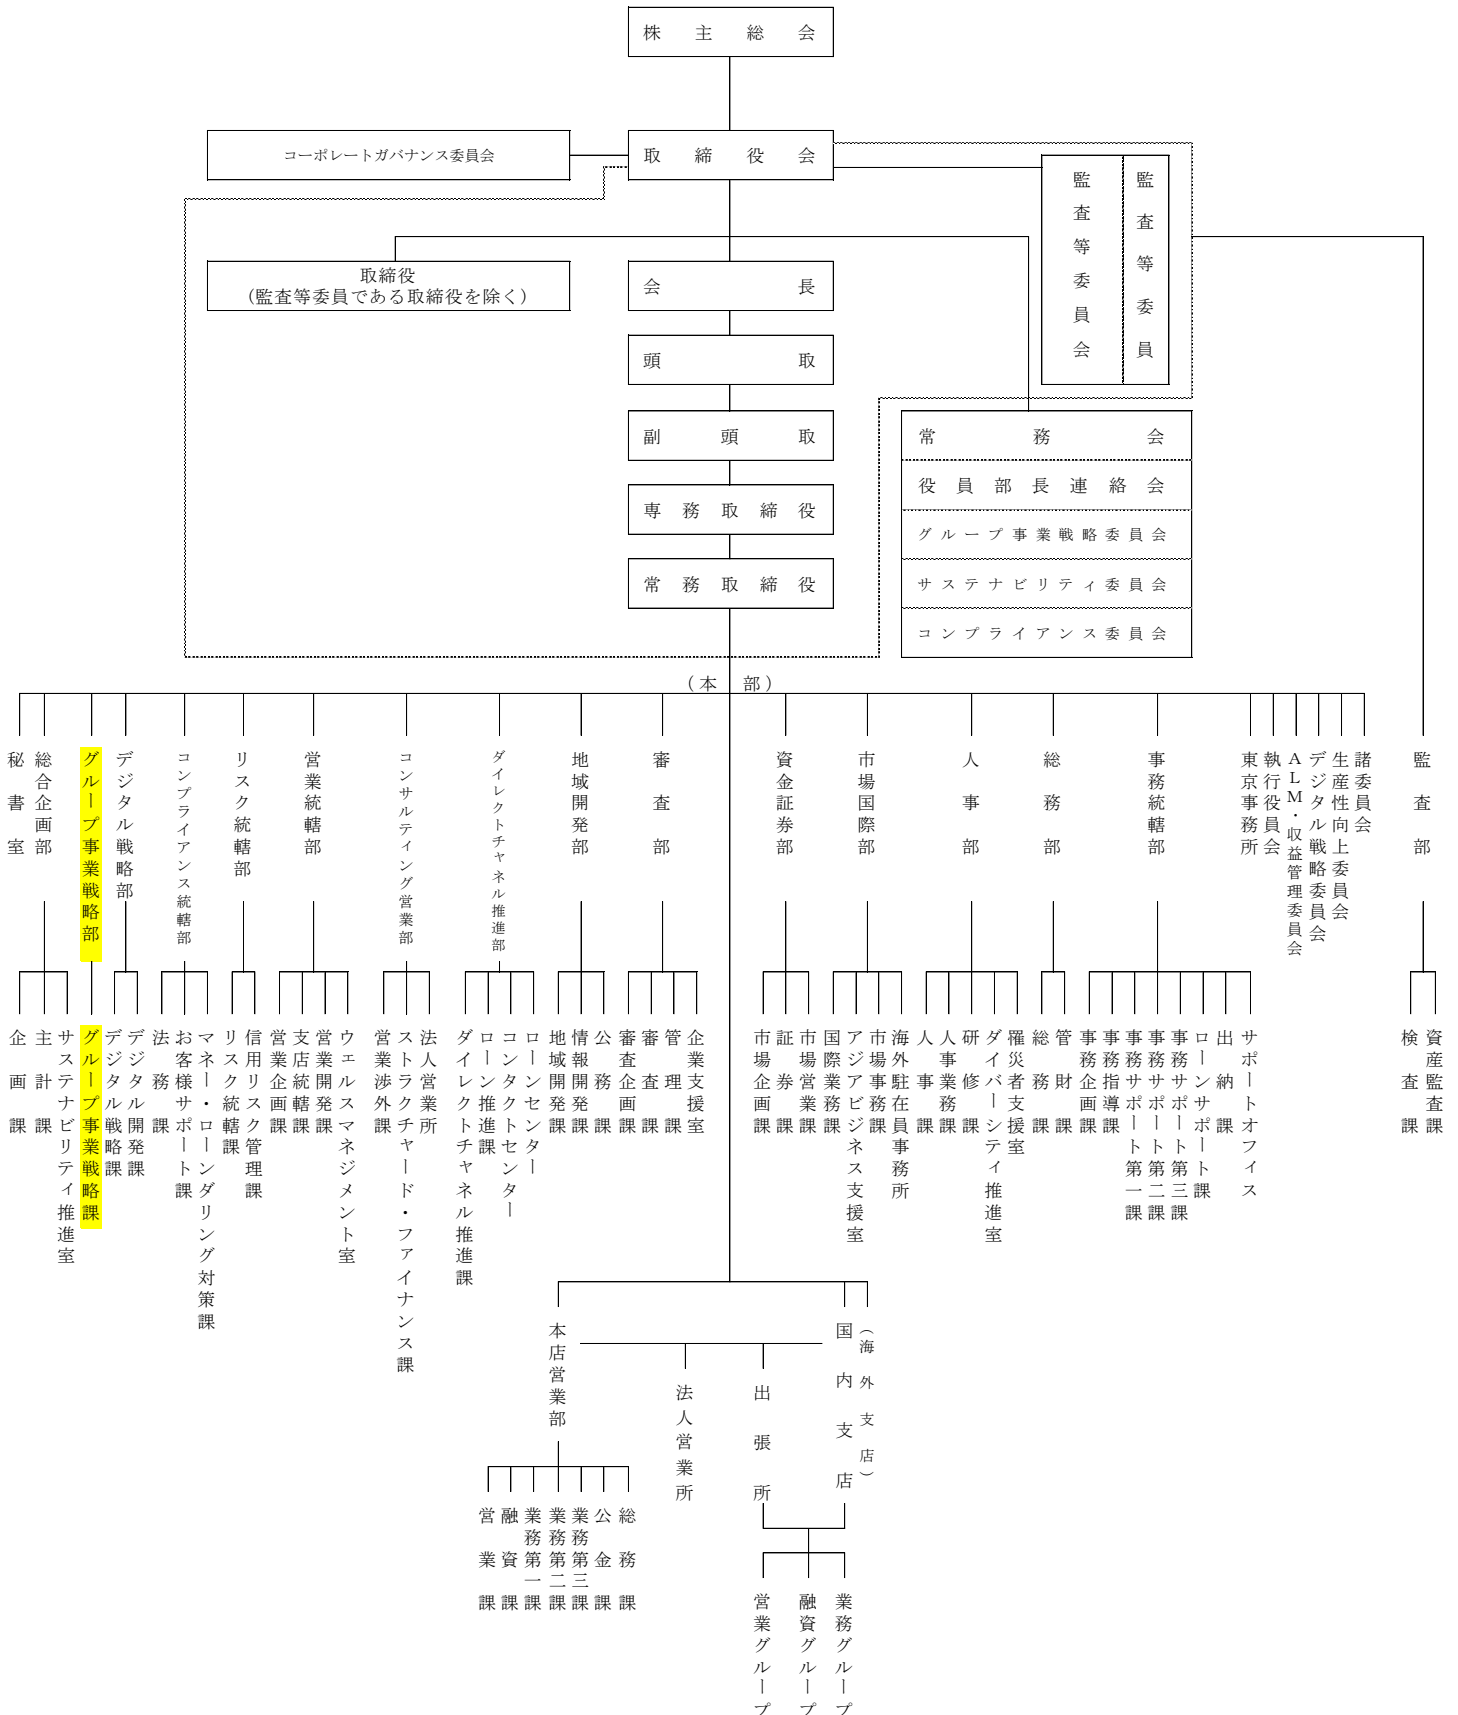 株主総会
コーポレートガバナンス委員会
取締役会
監査等委員会
監査等委員
取締役
(監査等委員である取締役を除く)
会長
頭取
副頭取
専務取締役
常務取締役
常務会
役員部長連絡会
グループ事業戦略委員会
サステナビリティ委員会
コンプライアンス委員会
(本部)
秘書室
総合企画部
グループ事業戦略部
デジタル戦略部
コンプライアンス統轄部
リスク統轄部
営業統轄部
コンサルティング営業部
ダイレクトチャネル推進部
地域開発部
審査部
資金証券部
市場国際部
人事部
総務部
事務統轄部
東京事務所
執行役員会
ALM・収益管理委員会
デジタル戦略委員会
生産性向上委員会
諸委員会
監査部
企画課
主計課
サステナビリティ推進室
グループ事業戦略課
デジタル戦略課
デジタル開発課
法務課
お客様サポート課
マネー・ローンダリング対策課
リスク統轄課
信用リスク管理課
営業企画課
支店統轄課
営業開発課
ウェルスマネジメント室
営業渉外課
ストラクチャード・ファイナンス課
法人営業所
ダイレクトチャネル推進課
ローン推進課
コンタクトセンター
ローンセンター
地域開発課
情報開発課
公務課
審査企画課
審査課
管理課
企業支援室
市場企画課
証券課
市場営業課
国際業務課
アジアビジネス支援室
市場事務課
海外駐在員事務所
人事課
人事業務課
研修課
ダイバーシティ推進室
罹災者支援室
総務課
管財課
事務企画課
事務指導課
事務サポート第一課
事務サポート第二課
事務サポート第三課
ローンサポート課
出納課
サポートオフィス
検査課
資産監査課
本店営業部
法人営業所
出張所
国内支店
(海外支店)
営業課
融資課
業務第一課
業務第二課
業務第三課
公金課
総務課
営業グループ
融資グループ
業務グループ